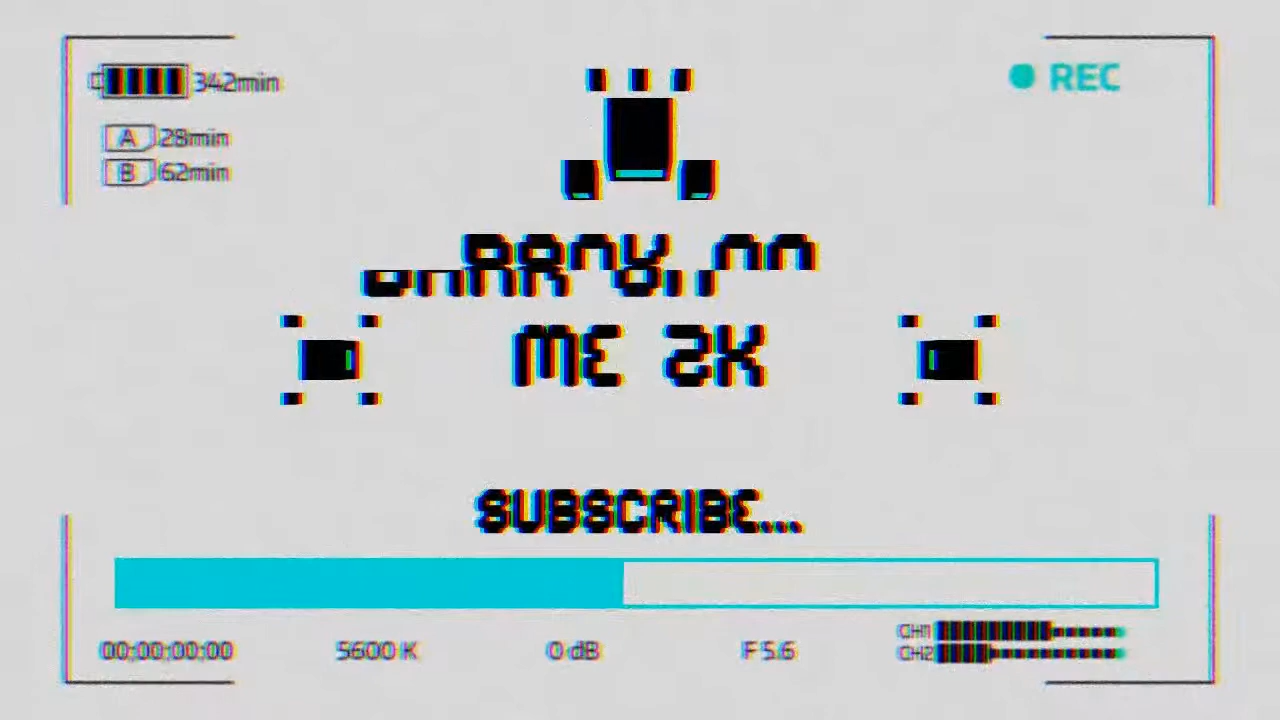 342min
REC
A 28min
B 62min
ME 2K
SUBSCRIBE...
00:00:00:00 5600 K 0 dB F 5.6
CH1
CH2